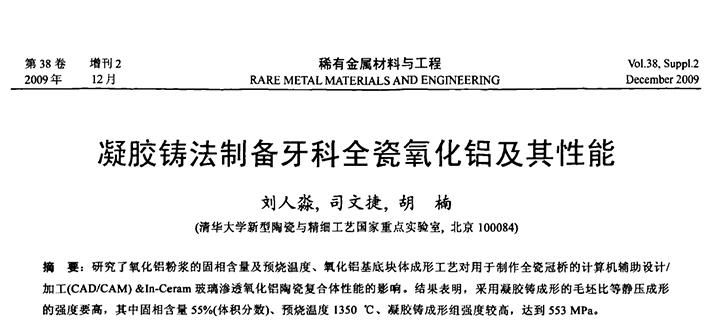 第 38 卷 增刊 2 稀有金属材料与工程 Vol.38, Suppl.2
2009 年 12 月 RARE METAL MATERIALS AND ENGINEERING December 2009
凝胶铸法制备牙科全瓷氧化铝及其性能
刘人淼, 司文捷, 胡 楠
(清华大学新型陶瓷与精细工艺国家重点实验室, 北京 100084)
摘 要: 研究了氧化铝粉浆的固相含量及预烧温度、氧化铝基底块体成形工艺对用于制作全瓷冠桥的计算机辅助设计/
加工(CAD/CAM) &In-Ceram 玻璃渗透氧化铝陶瓷复合体性能的影响。结果表明, 采用凝胶铸成形的毛坯比等静压成形
的强度要高, 其中固相含量 55%(体积分数)、预烧温度 1350 ℃、凝胶铸成形组强度较高, 达到 553 MPa。